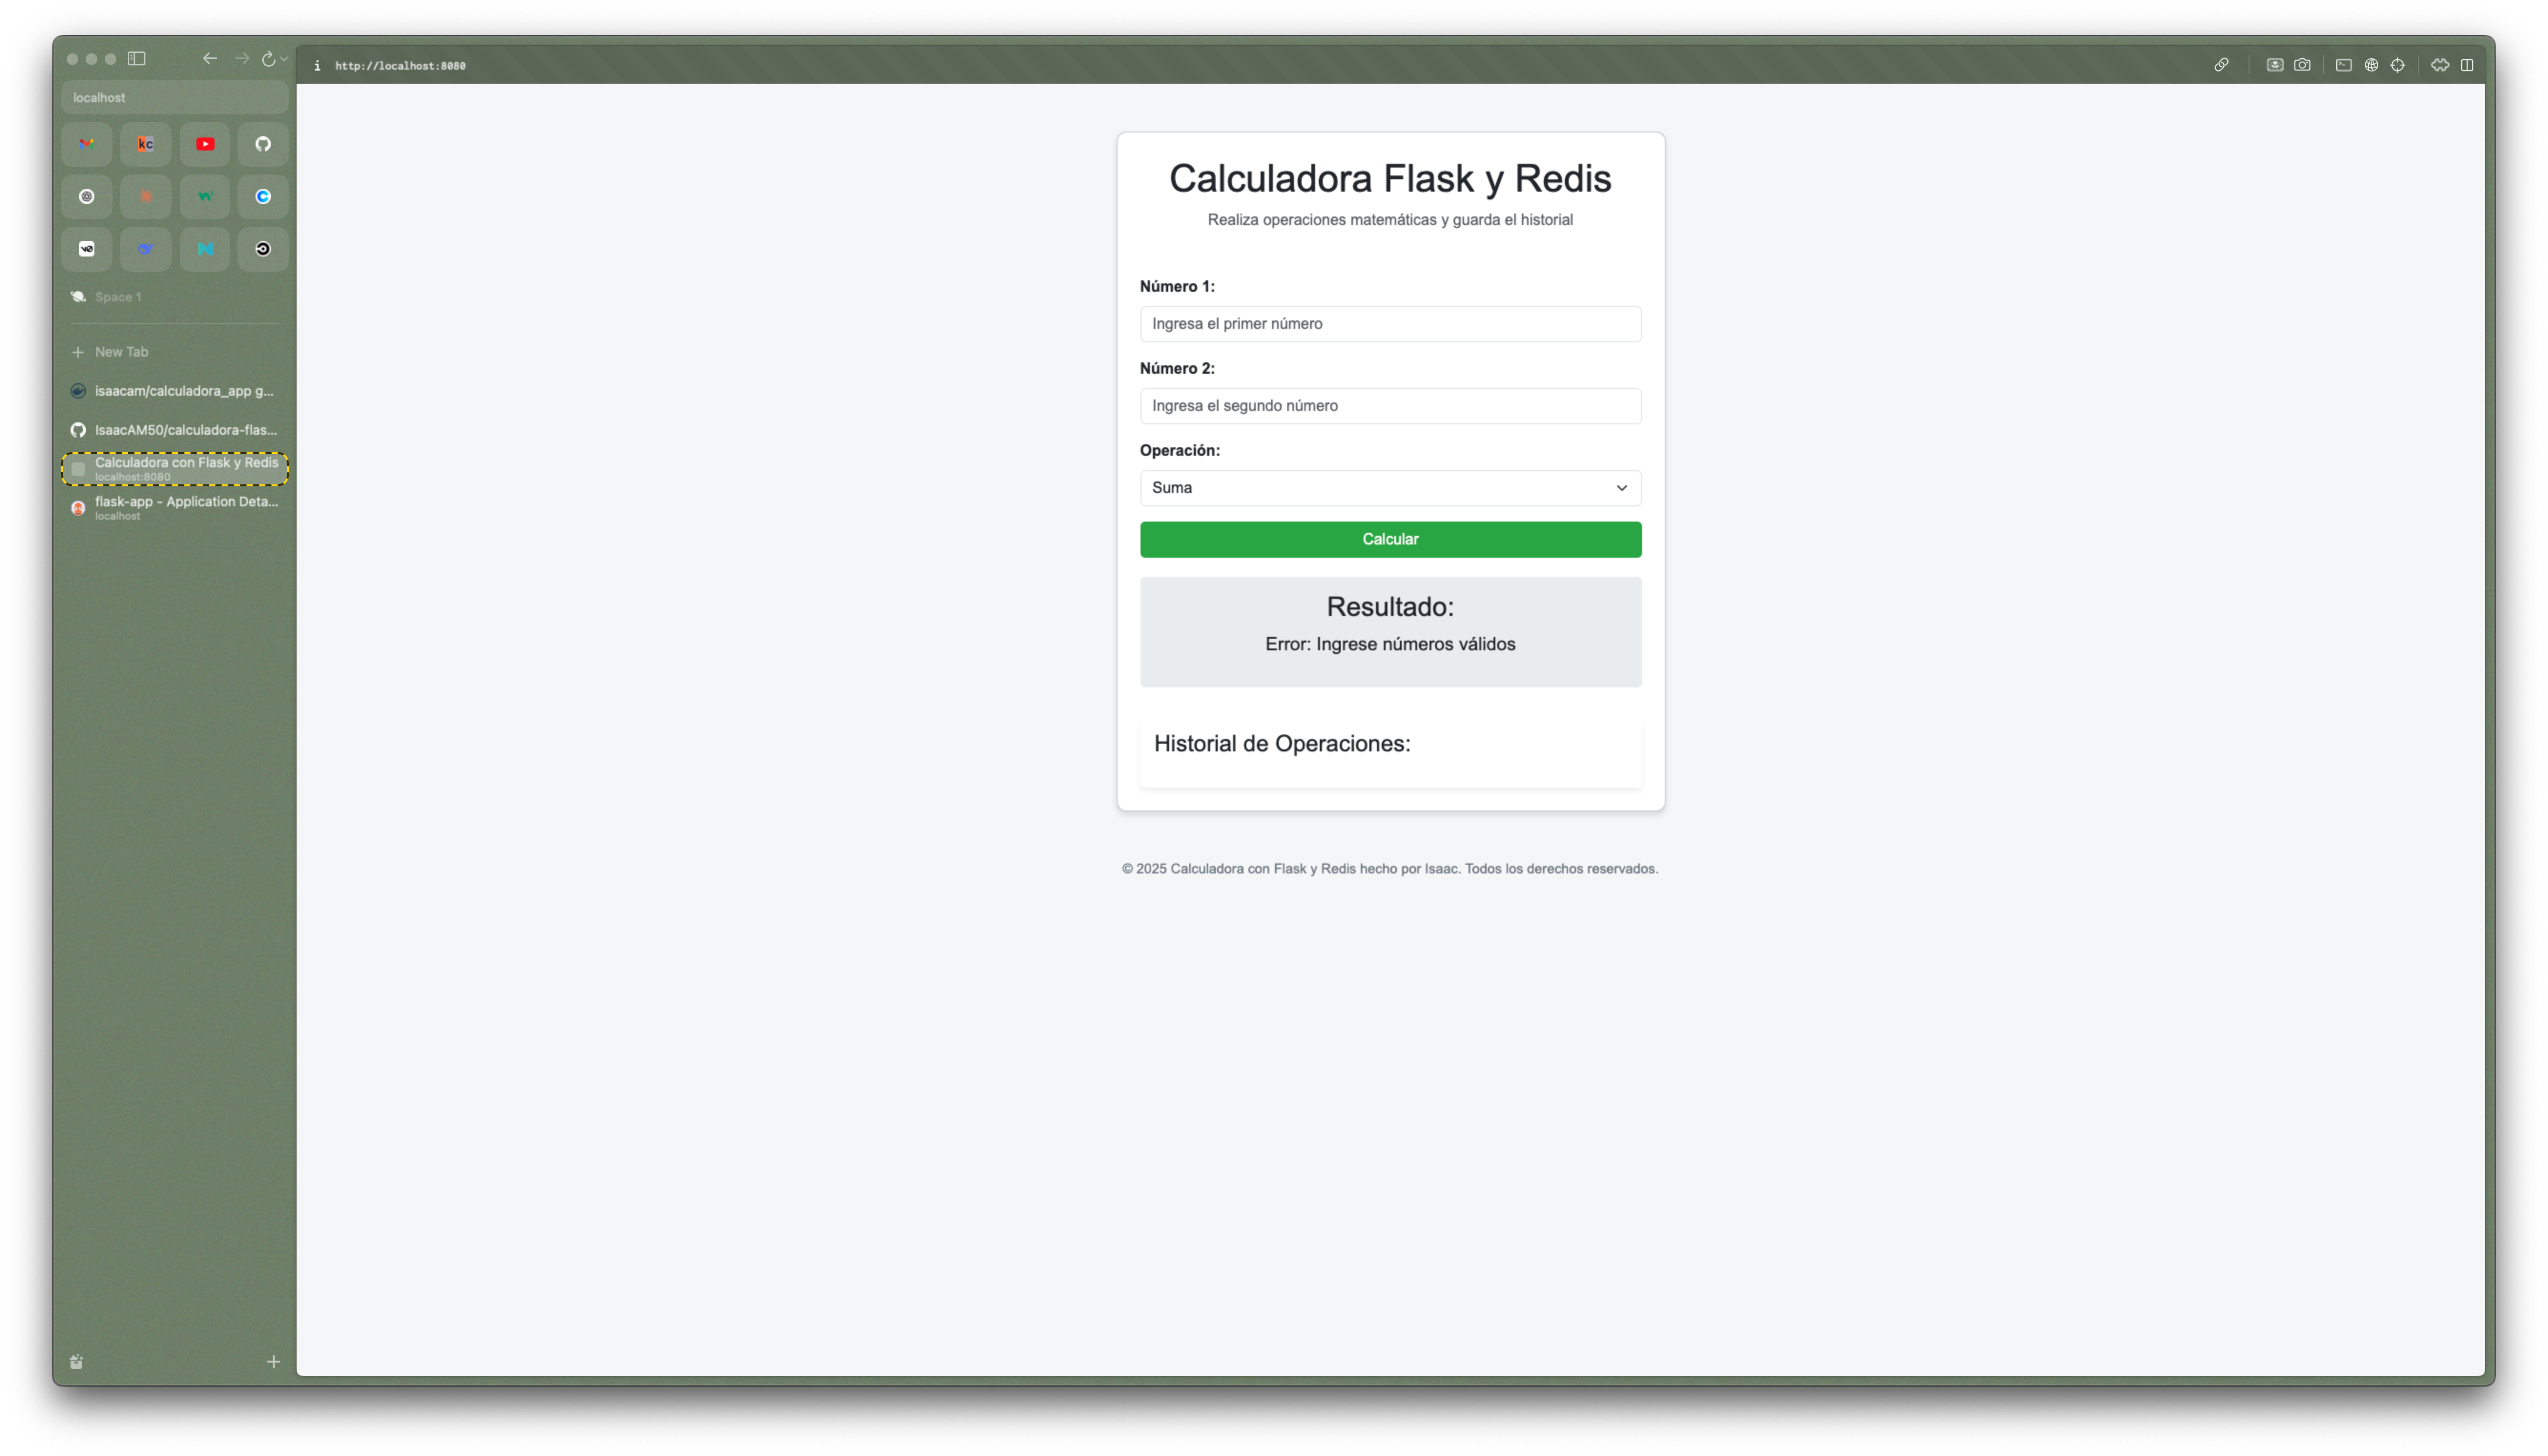 http://localhost:8080
localhost
kc
Space 1
New Tab
isaacam/calculadora_app g...
IsaacAM50/calculadora-flas...
Calculadora con Flask y Redis
localhost:8080
flask-app - Application Deta...
localhost
Calculadora Flask y Redis
Realiza operaciones matemáticas y guarda el historial
Número 1:
Ingresa el primer número
Número 2:
Ingresa el segundo número
Operación:
Suma
Calcular
Resultado:
Error: Ingrese números válidos
Historial de Operaciones:
© 2025 Calculadora con Flask y Redis hecho por Isaac. Todos los derechos reservados.